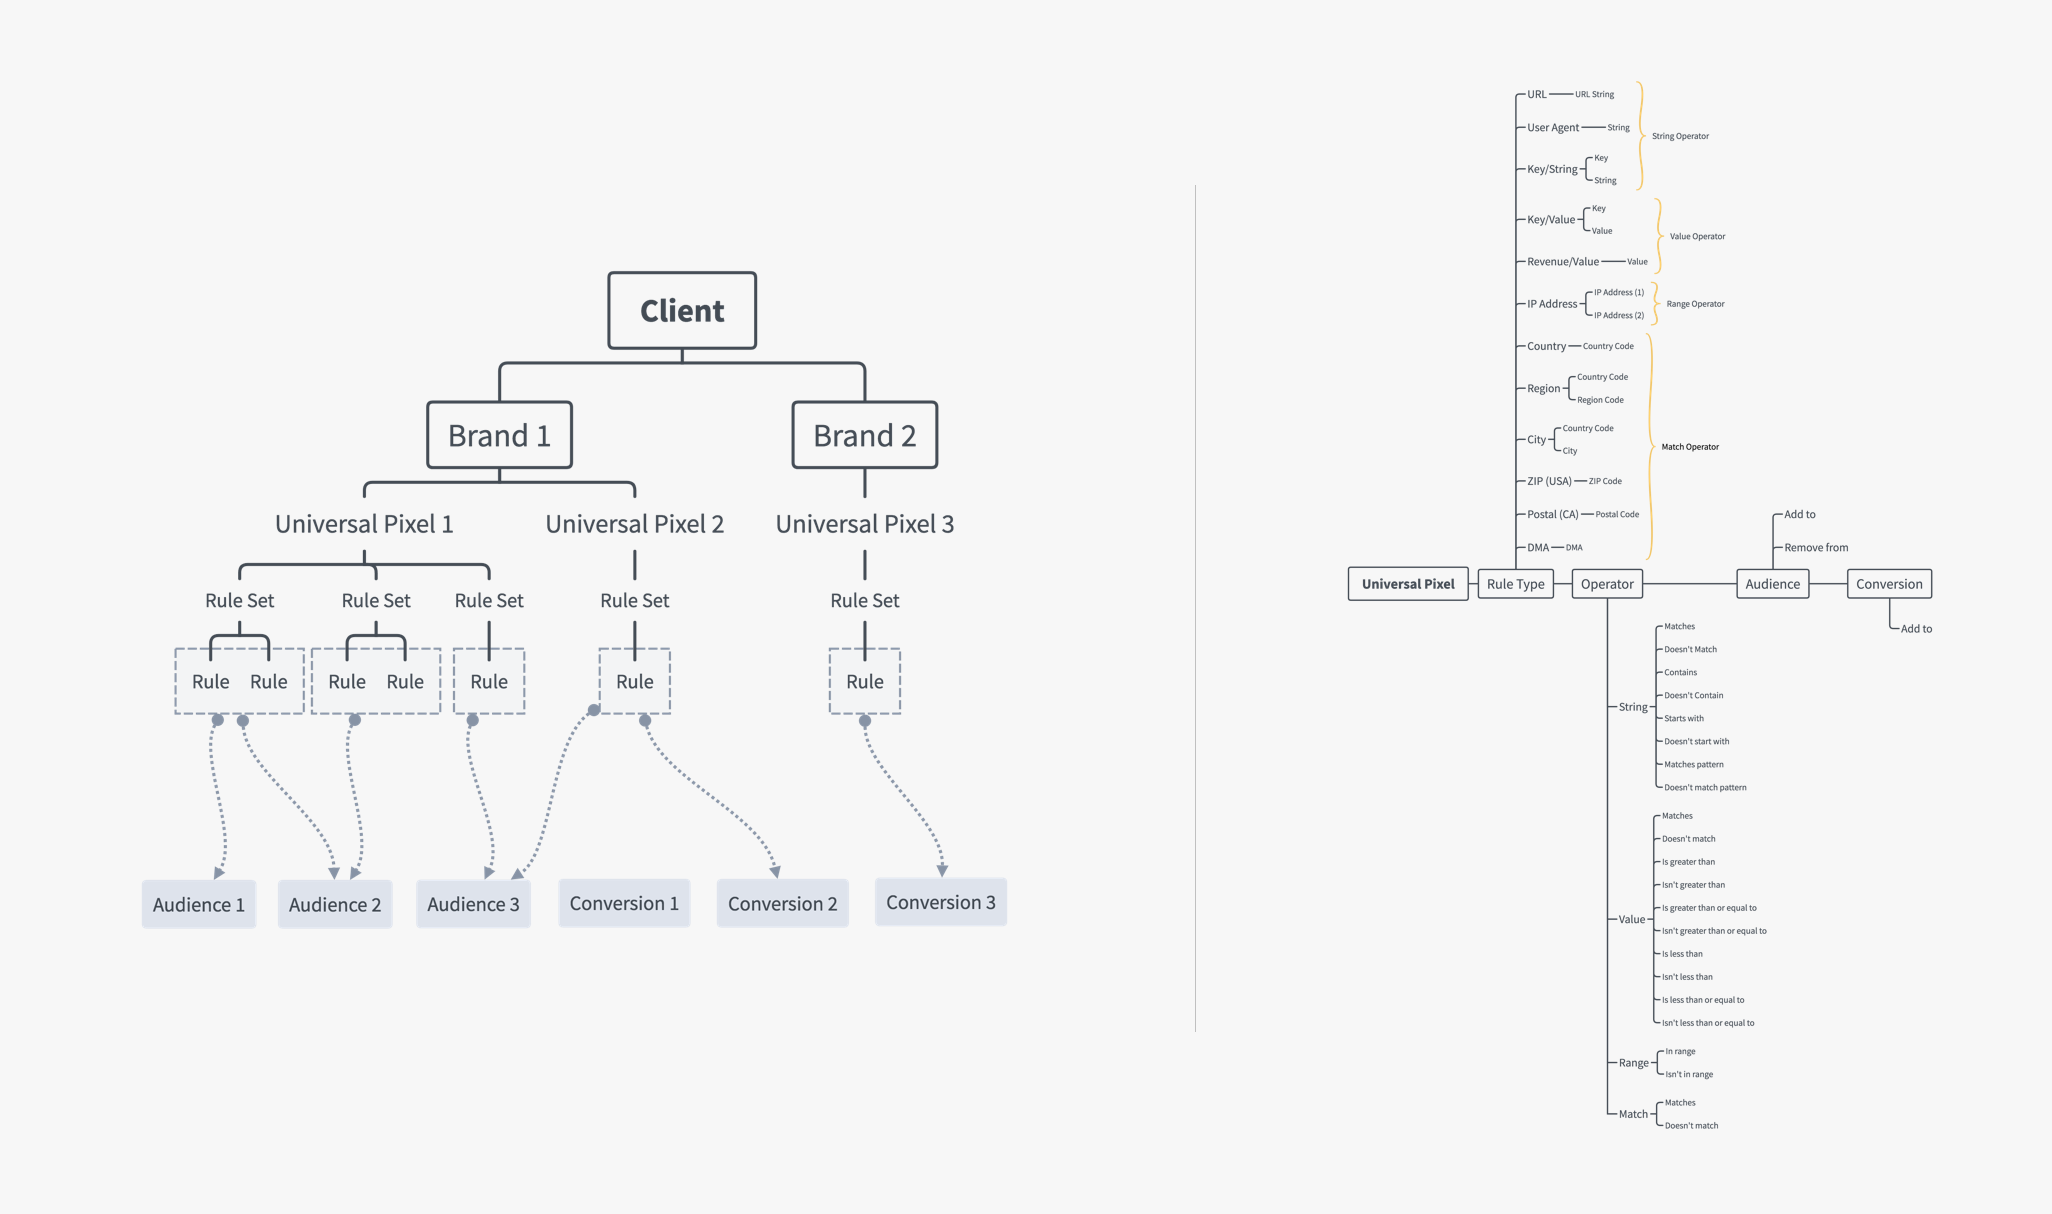 Client
Brand 1
Brand 2
Universal Pixel 1
Universal Pixel 2
Universal Pixel 3
Rule Set
Rule Set
Rule Set
Rule Set
Rule Set
Rule
Rule
Rule
Rule
Rule
Rule
Rule
Audience 1
Audience 2
Audience 3
Conversion 1
Conversion 2
Conversion 3
URL
URL String
User Agent
String
Key/String
Key
String
String Operator
Key/Value
Key
Value
Revenue/Value
Value
Value Operator
IP Address
IP Address (1)
IP Address (2)
Range Operator
Country
Country Code
Region
Country Code
Region Code
City
Country Code
City
ZIP (USA)
ZIP Code
Postal (CA)
Postal Code
DMA
DMA
Match Operator
Universal Pixel
Rule Type
Operator
Audience
Conversion
Add to
Remove from
Add to
String
Matches
Doesn't Match
Contains
Doesn't Contain
Starts with
Doesn't start with
Matches pattern
Doesn't match pattern
Value
Matches
Doesn't match
Is greater than
Isn't greater than
Is greater than or equal to
Isn't greater than or equal to
Is less than
Isn't less than
Is less than or equal to
Isn't less than or equal to
Range
In range
Isn't in range
Match
Matches
Doesn't match